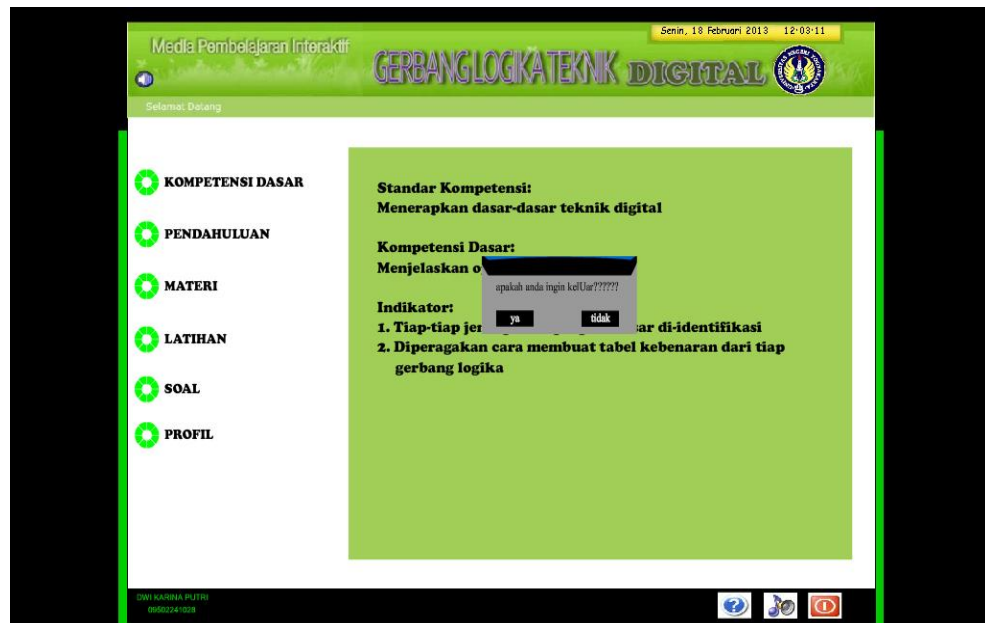 Senin, 18 Februari 2013 12:03:11
Media Pembelajaran Interaktif
GERBANG LOGIKA TEKNIK DIGITAL
Selamat Datang
KOMPETENSI DASAR
PENDAHULUAN
MATERI
LATIHAN
SOAL
PROFIL
Standar Kompetensi:
Menerapkan dasar-dasar teknik digital
Kompetensi Dasar:
Menjelaskan
apakah anda ingin kelUar??????
ya tidak
Indikator:
1. Tiap-tiap di-identifikasi
2. Diperagakan cara membuat tabel kebenaran dari tiap
gerbang logika
DWI KARINA PUTRI
09502241028